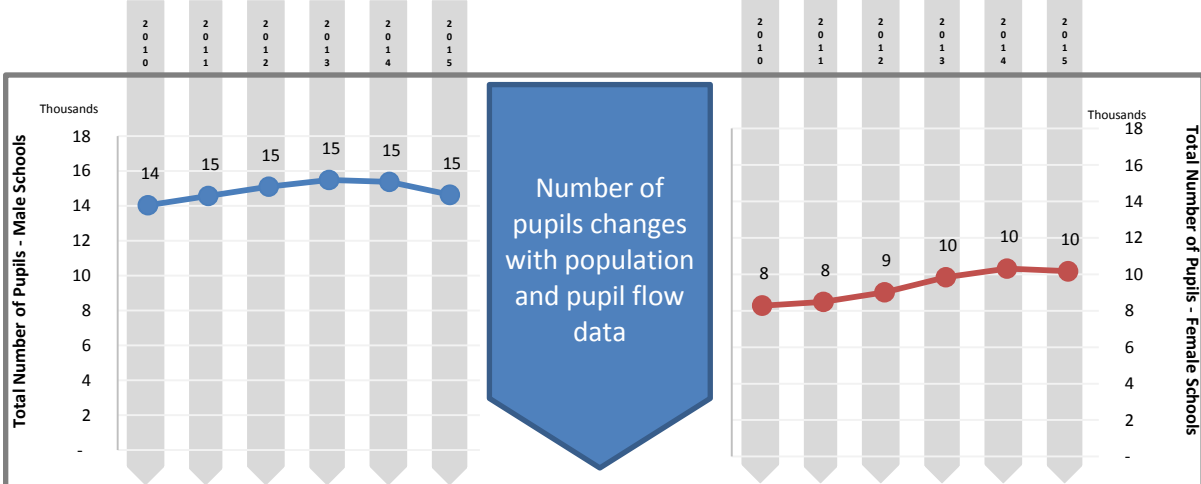 2010 2011 2012 2013 2014 2015
2010 2011 2012 2013 2014 2015
Total Number of Pupils - Male Schools
Thousands
18
16
14
12
10
8
6
4
2
-
14 15 15 15 15 15
Number of
pupils changes
with population
and pupil flow
data
8 8 9 10 10 10
Thousands
18
16
14
12
10
8
6
4
2
-
Total Number of Pupils - Female Schools